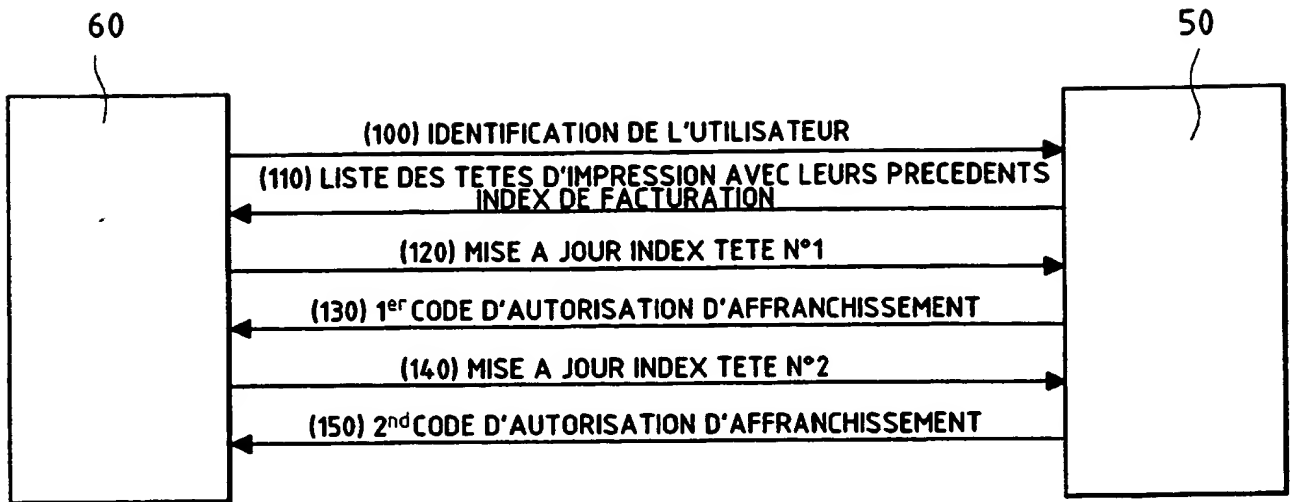 60
50
(100) IDENTIFICATION DE L'UTILISATEUR
(110) LISTE DES TETES D'IMPRESSION AVEC LEURS PRECEDENTS
INDEX DE FACTURATION
(120) MISE A JOUR INDEX TETE N°1
(130) 1er CODE D'AUTORISATION D'AFFRANCHISSEMENT
(140) MISE A JOUR INDEX TETE N°2
(150) 2nd CODE D'AUTORISATION D'AFFRANCHISSEMENT